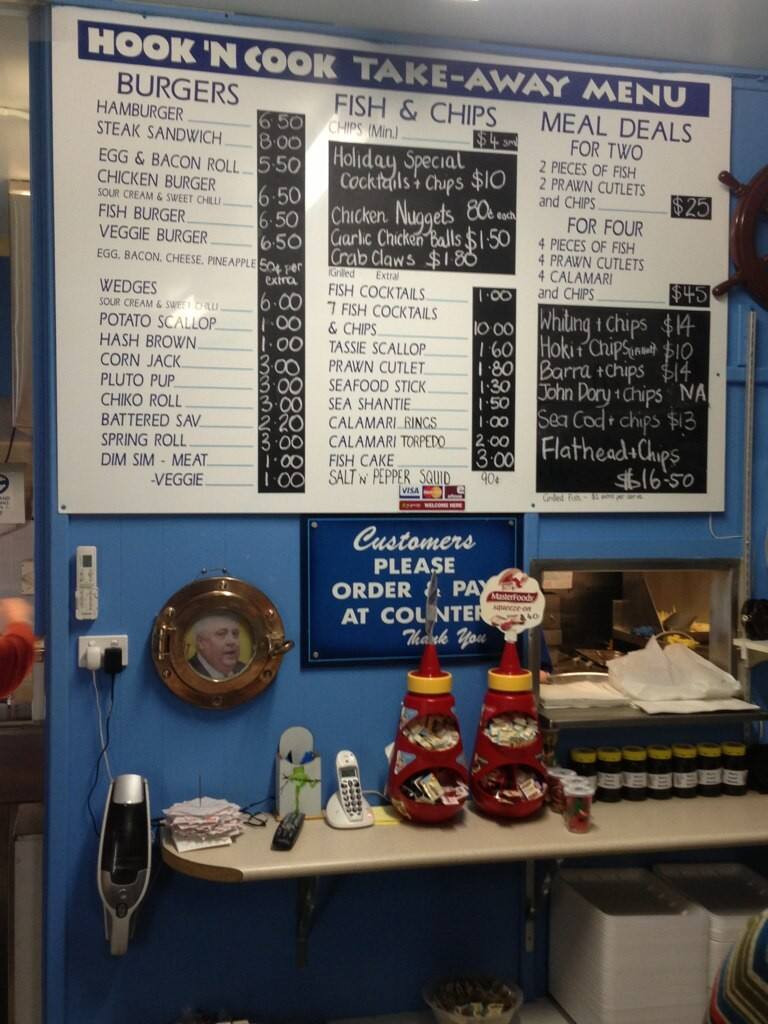 HOOK 'N COOK TAKE-AWAY MENU
BURGERS
HAMBURGER 6.50
STEAK SANDWICH 8.00
EGG & BACON ROLL 5.50
CHICKEN BURGER
SOUR CREAM & SWEET CHILLI 6.50
FISH BURGER 6.50
VEGGIE BURGER 6.50
EGG, BACON, CHEESE, PINEAPPLE 50¢ per extra
WEDGES
SOUR CREAM & SWEET CHILLI 6.00
POTATO SCALLOP 1.00
HASH BROWN 1.00
CORN JACK 3.00
PLUTO PUP 3.00
CHIKO ROLL 3.00
BATTERED SAV 2.20
SPRING ROLL 3.00
DIM SIM - MEAT 1.00
-VEGGIE 1.00
FISH & CHIPS
CHIPS (Min.) $4 sml
Holiday Special
Cocktails + Chips $10
Chicken Nuggets 80¢ each
Garlic Chicken Balls $1.50
Crab Claws $1.80
(Grilled Extra)
FISH COCKTAILS 1.00
7 FISH COCKTAILS
& CHIPS 10.00
TASSIE SCALLOP 1.60
PRAWN CUTLET 1.80
SEAFOOD STICK 1.30
SEA SHANTIE 1.50
CALAMARI RINGS 1.00
CALAMARI TORPEDO 2.00
FISH CAKE 3.00
SALT N' PEPPER SQUID 90¢
VISA MasterCard
WELCOME HERE
MEAL DEALS
FOR TWO
2 PIECES OF FISH
2 PRAWN CUTLETS
and CHIPS $25
FOR FOUR
4 PIECES OF FISH
4 PRAWN CUTLETS
4 CALAMARI
and CHIPS $45
Whiting + Chips $14
Hoki + Chips $10
Barra + chips $14
John Dory + chips NA
Sea Cod + chips $13
Flathead + Chips
$16-50
Grilled Fish - $1 extra per serve
Customers
PLEASE
ORDER & PAY
AT COUNTER
Thank You
MasterFoods
squeeze-on